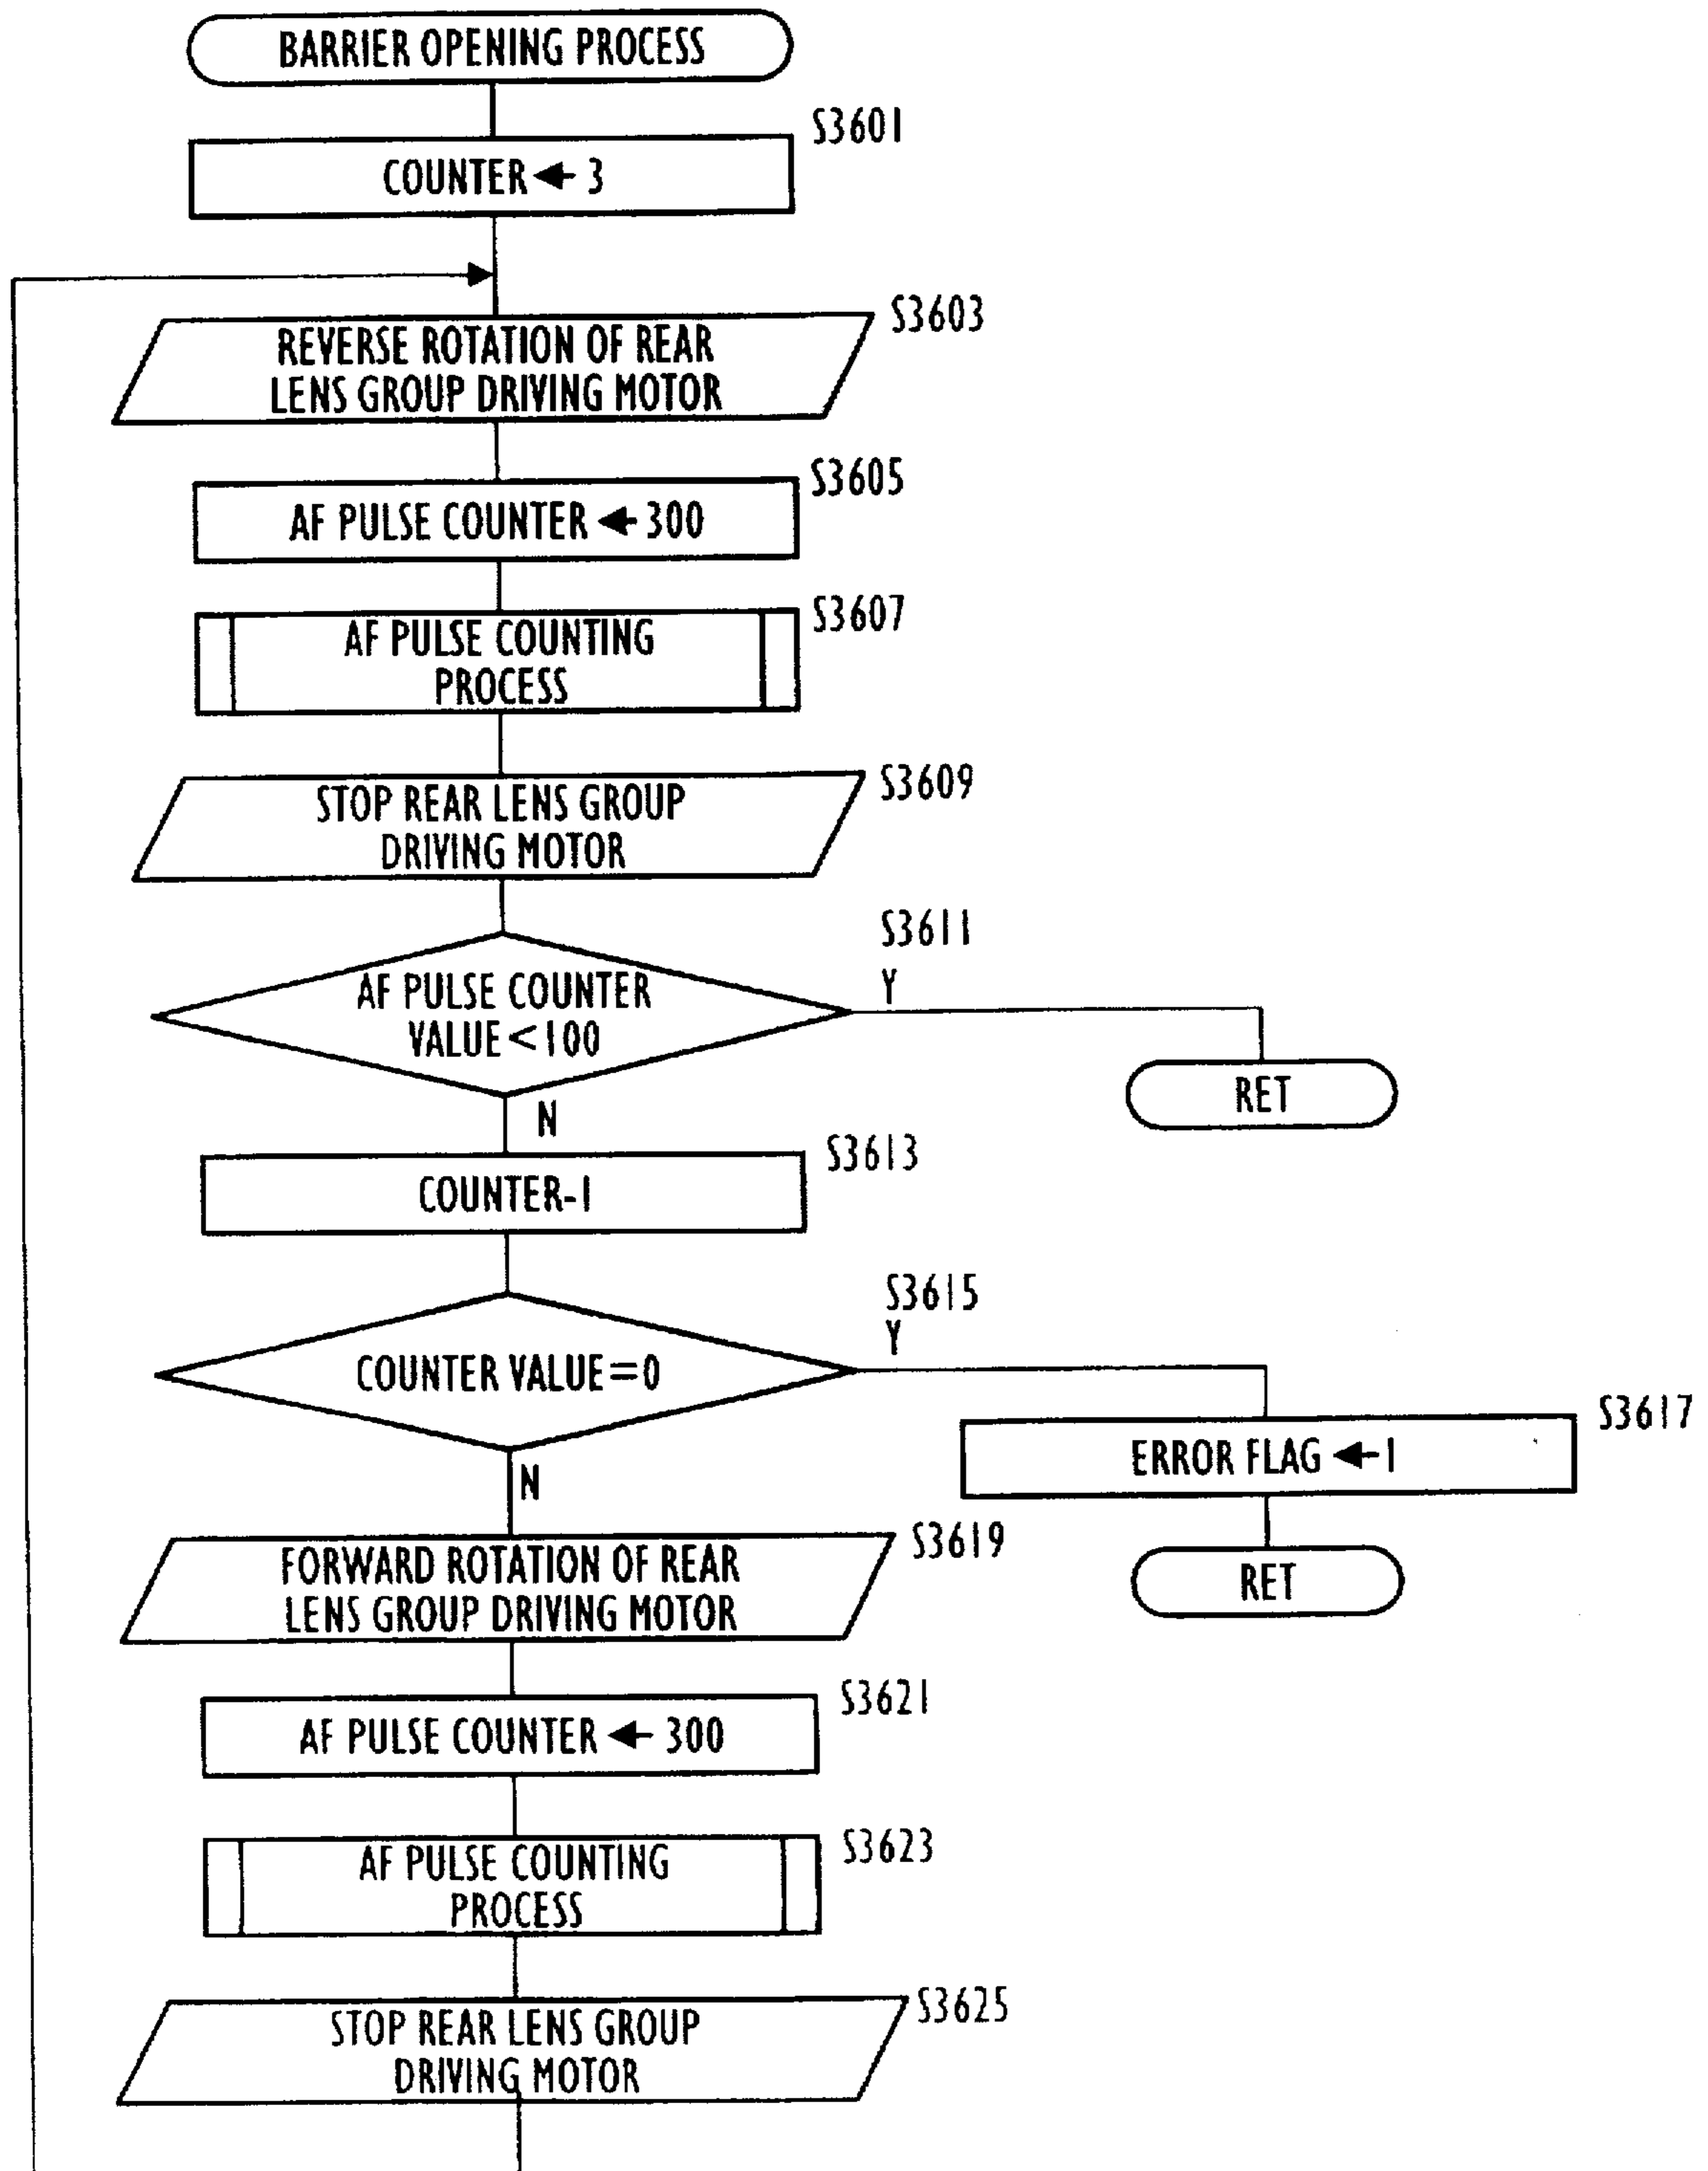 BARRIER OPENING PROCESS
S3601
COUNTER ← 3
S3603
REVERSE ROTATION OF REAR
LENS GROUP DRIVING MOTOR
S3605
AF PULSE COUNTER ← 300
S3607
AF PULSE COUNTING
PROCESS
S3609
STOP REAR LENS GROUP
DRIVING MOTOR
S3611
Y
AF PULSE COUNTER
VALUE<100
RET
N
S3613
COUNTER-1
S3615
Y
COUNTER VALUE=0
S3617
ERROR FLAG ← 1
N
S3619
FORWARD ROTATION OF REAR
LENS GROUP DRIVING MOTOR
RET
S3621
AF PULSE COUNTER ← 300
S3623
AF PULSE COUNTING
PROCESS
S3625
STOP REAR LENS GROUP
DRIVING MOTOR